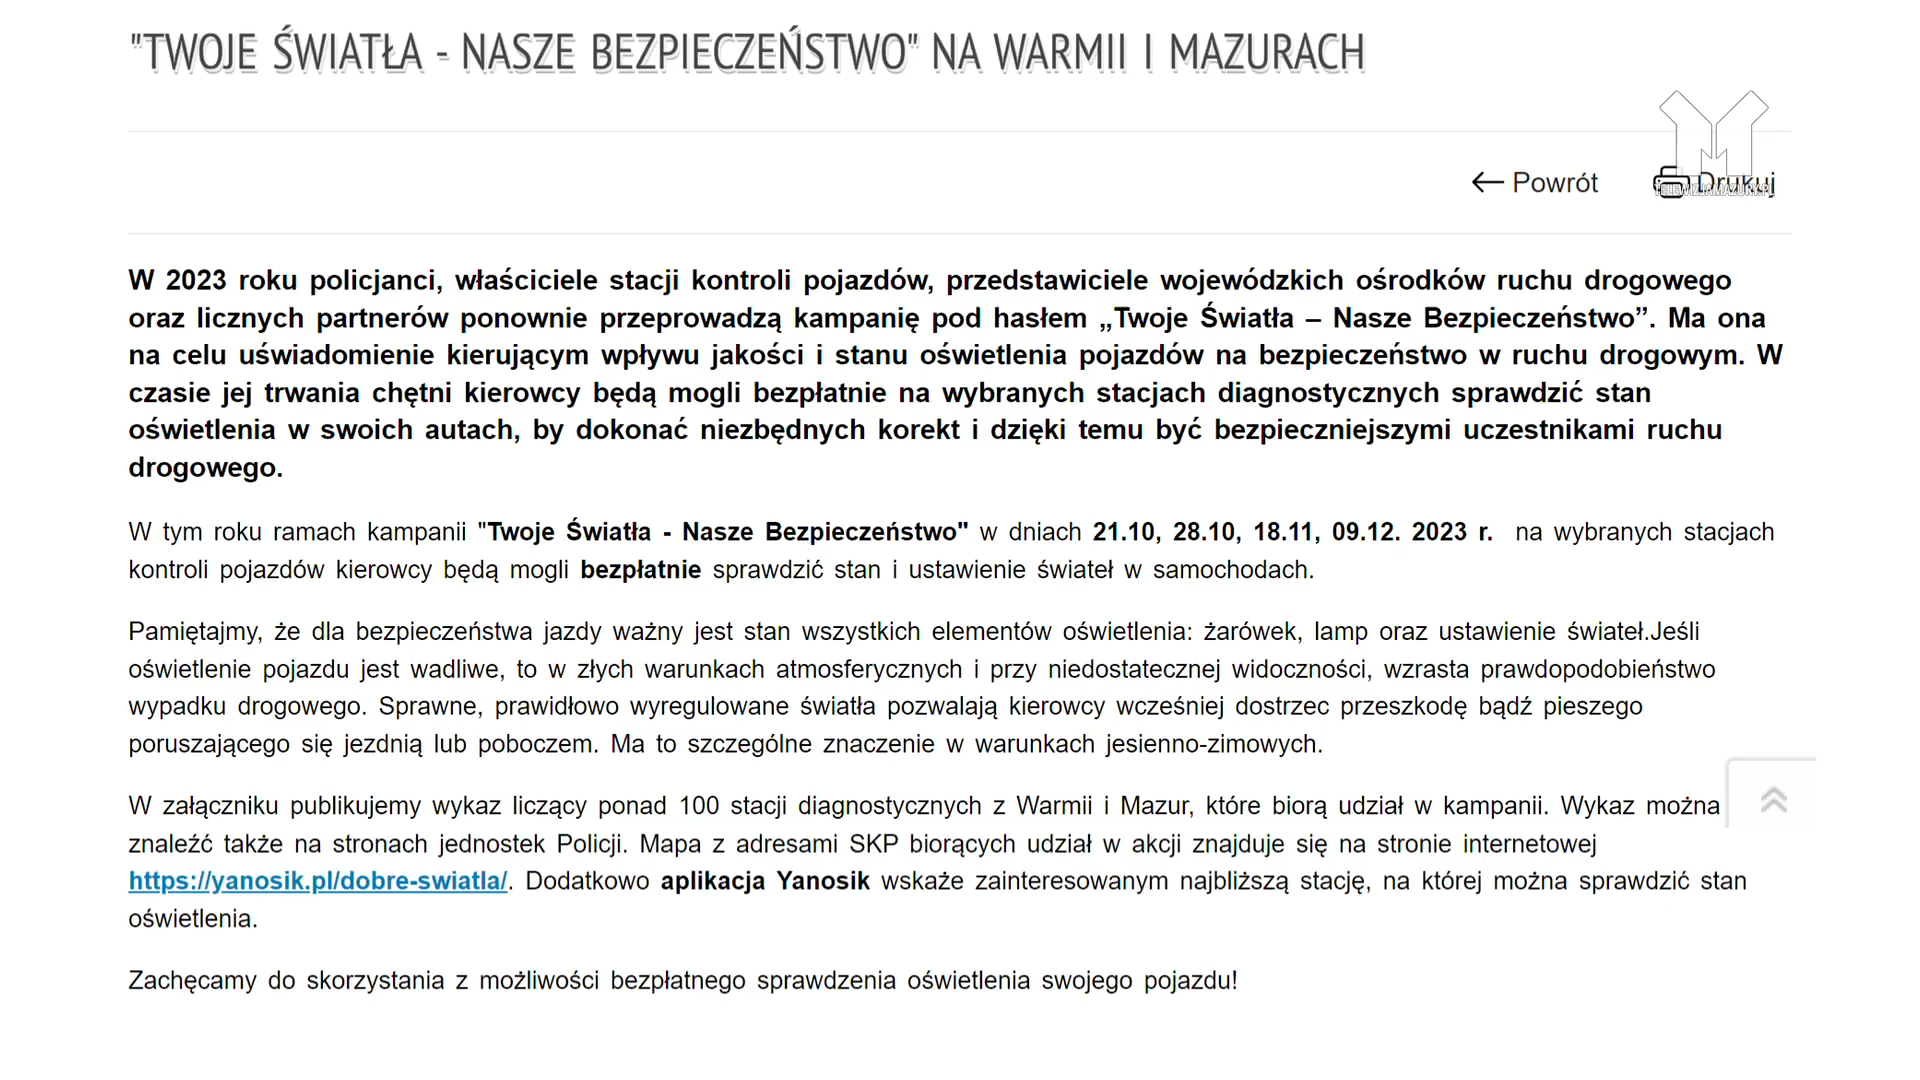 "TWOJE ŚWIATŁA - NASZE BEZPIECZEŃSTWO" NA WARMII I MAZURACH
Powrót
Drukuj
TELEWIZJAMAZURY.PL
W 2023 roku policjanci, właściciele stacji kontroli pojazdów, przedstawiciele wojewódzkich ośrodków ruchu drogowego
oraz licznych partnerów ponownie przeprowadzą kampanię pod hasłem „Twoje Światła – Nasze Bezpieczeństwo”. Ma ona
na celu uświadomienie kierującym wpływu jakości i stanu oświetlenia pojazdów na bezpieczeństwo w ruchu drogowym. W
czasie jej trwania chętni kierowcy będą mogli bezpłatnie na wybranych stacjach diagnostycznych sprawdzić stan
oświetlenia w swoich autach, by dokonać niezbędnych korekt i dzięki temu być bezpieczniejszymi uczestnikami ruchu
drogowego.
W tym roku ramach kampanii "Twoje Światła - Nasze Bezpieczeństwo" w dniach 21.10, 28.10, 18.11, 09.12. 2023 r. na wybranych stacjach
kontroli pojazdów kierowcy będą mogli bezpłatnie sprawdzić stan i ustawienie świateł w samochodach.
Pamiętajmy, że dla bezpieczeństwa jazdy ważny jest stan wszystkich elementów oświetlenia: żarówek, lamp oraz ustawienie świateł.Jeśli
oświetlenie pojazdu jest wadliwe, to w złych warunkach atmosferycznych i przy niedostatecznej widoczności, wzrasta prawdopodobieństwo
wypadku drogowego. Sprawne, prawidłowo wyregulowane światła pozwalają kierowcy wcześniej dostrzec przeszkodę bądź pieszego
poruszającego się jezdnią lub poboczem. Ma to szczególne znaczenie w warunkach jesienno-zimowych.
W załączniku publikujemy wykaz liczący ponad 100 stacji diagnostycznych z Warmii i Mazur, które biorą udział w kampanii. Wykaz można
znaleźć także na stronach jednostek Policji. Mapa z adresami SKP biorących udział w akcji znajduje się na stronie internetowej
https://yanosik.pl/dobre-swiatla/. Dodatkowo aplikacja Yanosik wskaże zainteresowanym najbliższą stację, na której można sprawdzić stan
oświetlenia.
Zachęcamy do skorzystania z możliwości bezpłatnego sprawdzenia oświetlenia swojego pojazdu!